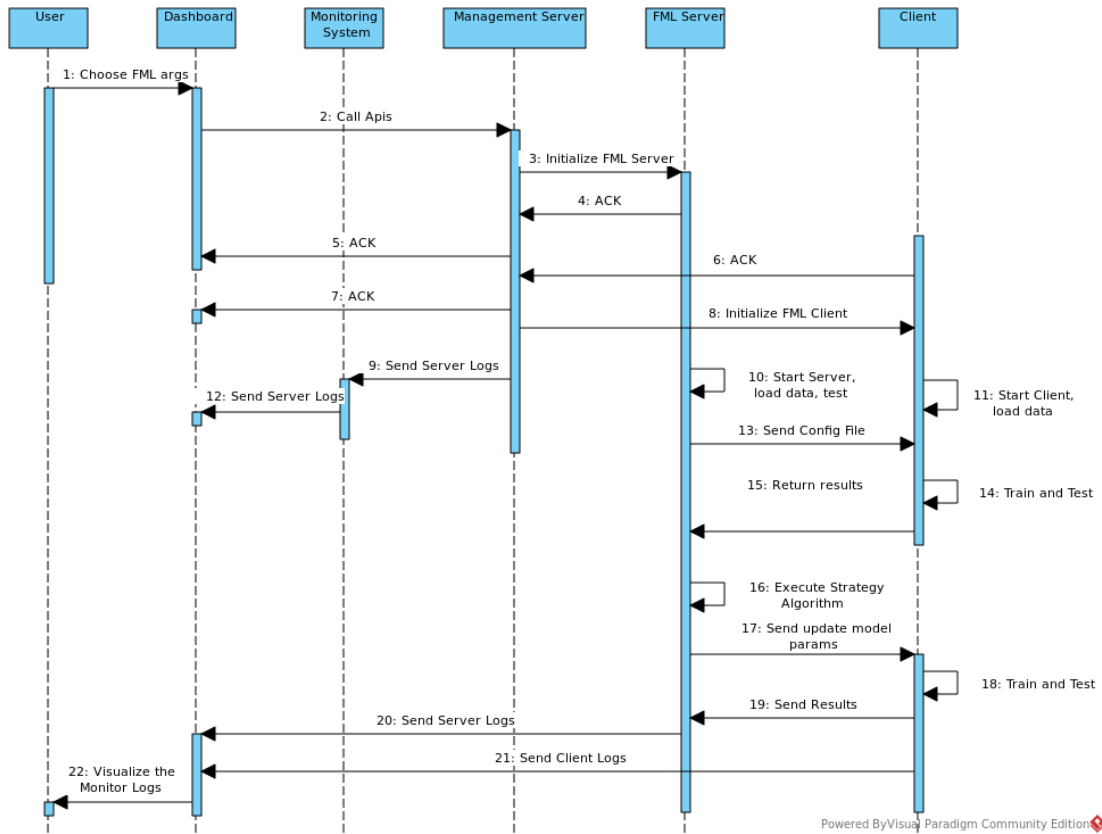 User
Dashboard
Monitoring
System
Management Server
FML Server
Client
1: Choose FML args
2: Call Apis
3: Initialize FML Server
4: ACK
5: ACK
6: ACK
7: ACK
8: Initialize FML Client
9: Send Server Logs
10: Start Server,
load data, test
11: Start Client,
load data
12: Send Server Logs
13: Send Config File
15: Return results
14: Train and Test
16: Execute Strategy
Algorithm
17: Send update model
params
18: Train and Test
19: Send Results
20: Send Server Logs
21: Send Client Logs
22: Visualize the
Monitor Logs
Powered ByVisual Paradigm Community Edition